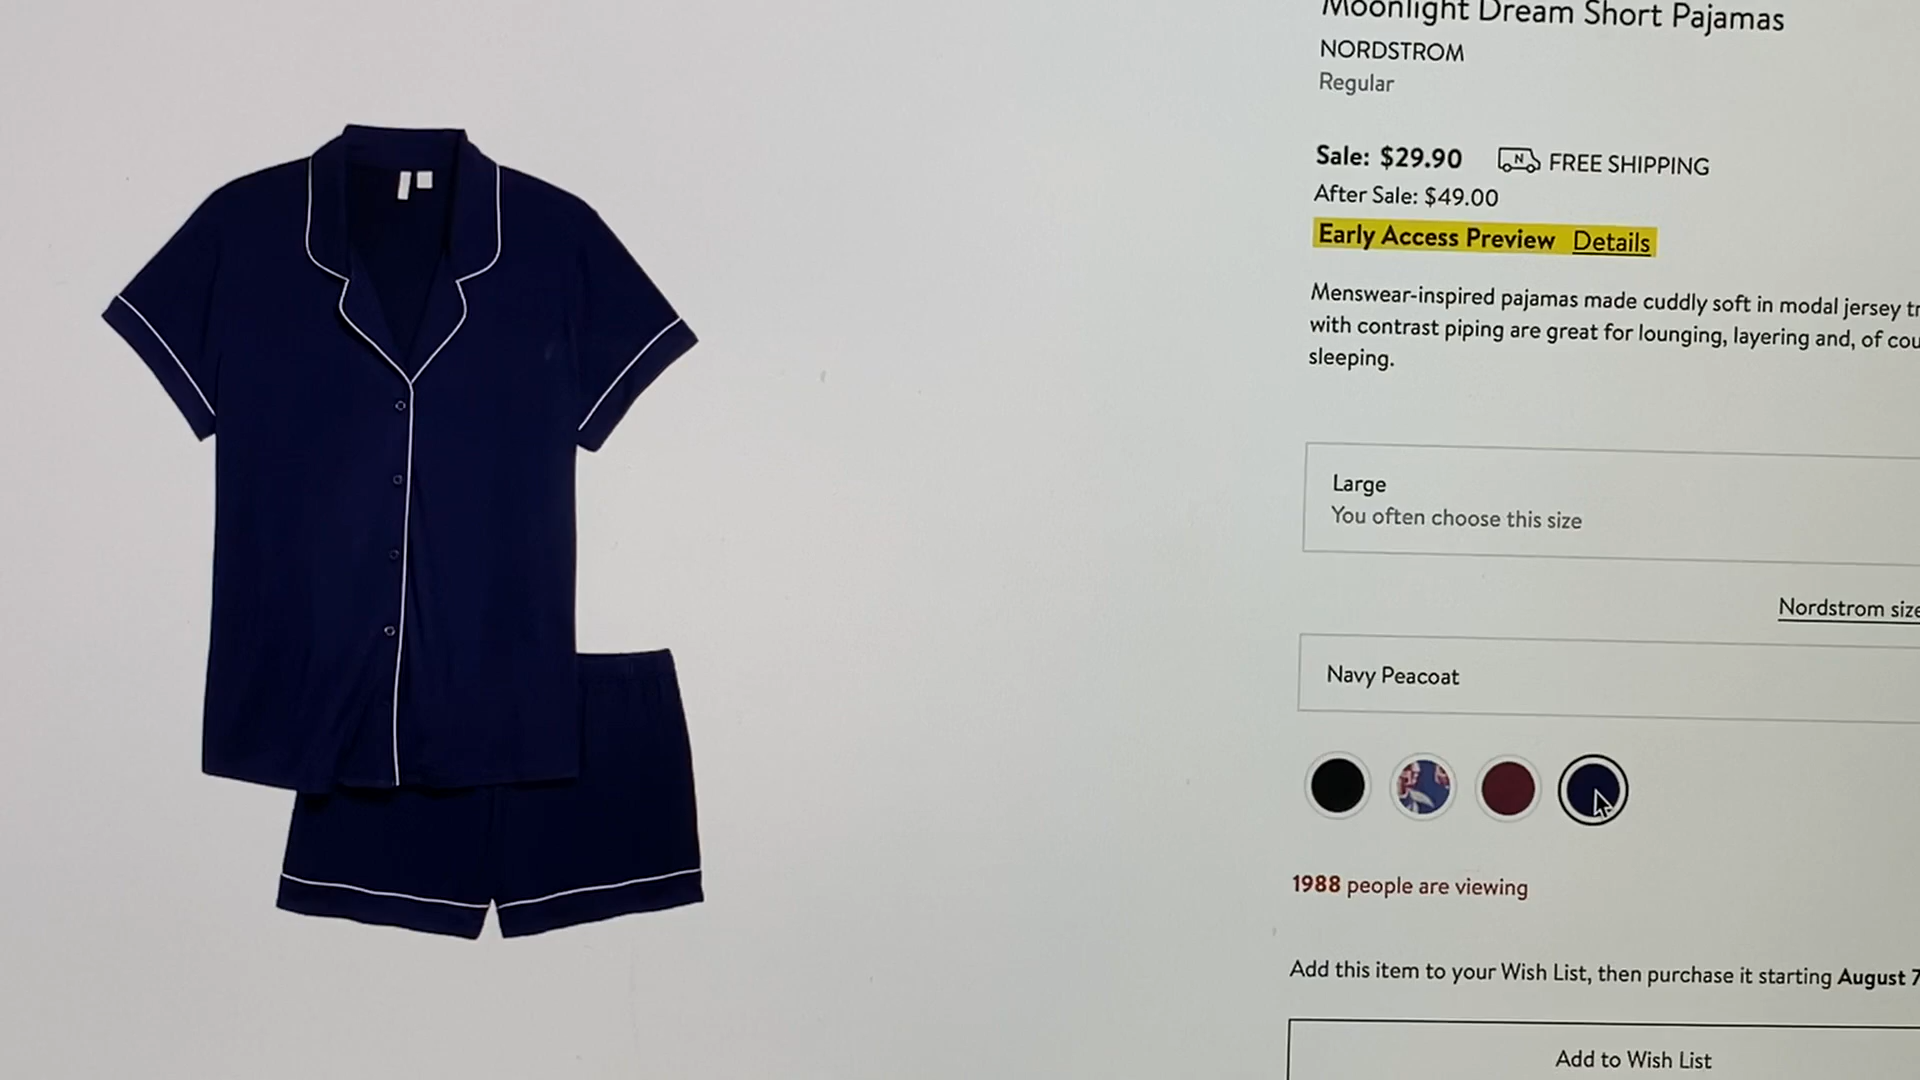 Moonlight Dream Short Pajamas
NORDSTROM
Regular
Sale: $29.90
N
FREE SHIPPING
After Sale: $49.00
Early Access Preview Details
Menswear-inspired pajamas made cuddly soft in modal jersey
with contrast piping are great for lounging, layering and, of
sleeping.
Large
You often choose this size
Nordstrom size
Navy Peacoat
1988 people are viewing
Add this item to your Wish List, then purchase it starting August 7
Add to Wish List